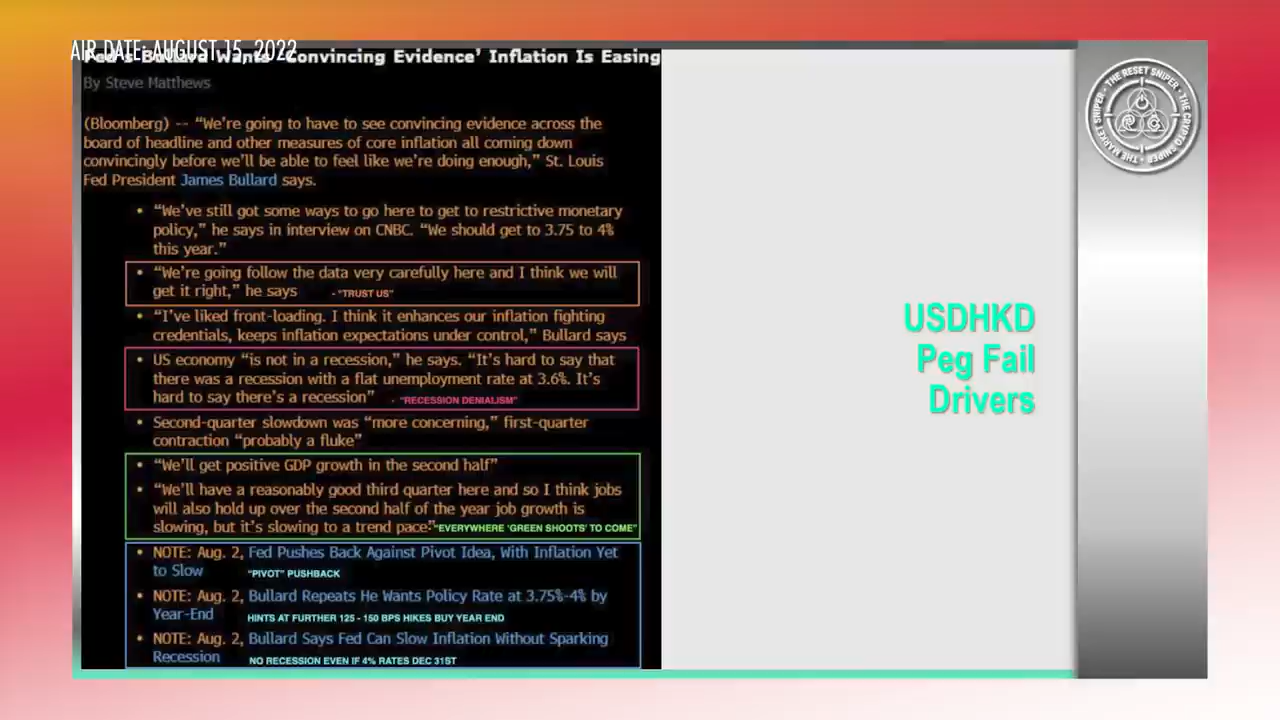 AIR DATE: AUGUST 15, 2022
Fed's Bullard Wants 'Convincing Evidence' Inflation Is Easing
By Steve Matthews
(Bloomberg) -- “We’re going to have to see convincing evidence across the
board of headline and other measures of core inflation all coming down
convincingly before we’ll be able to feel like we’re doing enough,” St. Louis
Fed President James Bullard says.
• “We’ve still got some ways to go here to get to restrictive monetary
policy,” he says in interview on CNBC. “We should get to 3.75 to 4%
this year.”
• “We’re going follow the data very carefully here and I think we will
get it right,” he says - “TRUST US”
• “I’ve liked front-loading. I think it enhances our inflation fighting
credentials, keeps inflation expectations under control,” Bullard says
• US economy “is not in a recession,” he says. “It’s hard to say that
there was a recession with a flat unemployment rate at 3.6%. It’s
hard to say there’s a recession” - “RECESSION DENIALISM”
• Second-quarter slowdown was “more concerning,” first-quarter
contraction “probably a fluke”
• “We’ll get positive GDP growth in the second half”
• “We’ll have a reasonably good third quarter here and so I think jobs
will also hold up over the second half of the year job growth is
slowing, but it’s slowing to a trend pace” - “EVERYWHERE ‘GREEN SHOOTS’ TO COME”
• NOTE: Aug. 2, Fed Pushes Back Against Pivot Idea, With Inflation Yet
to Slow “PIVOT” PUSHBACK
• NOTE: Aug. 2, Bullard Repeats He Wants Policy Rate at 3.75%-4% by
Year-End HINTS AT FURTHER 125 - 150 BPS HIKES BUY YEAR END
• NOTE: Aug. 2, Bullard Says Fed Can Slow Inflation Without Sparking
Recession NO RECESSION EVEN IF 4% RATES DEC 31ST
USDHKD
Peg Fail
Drivers
THE RESET SNIPER • THE CRYPTO SNIPER • THE MARKET SNIPER •